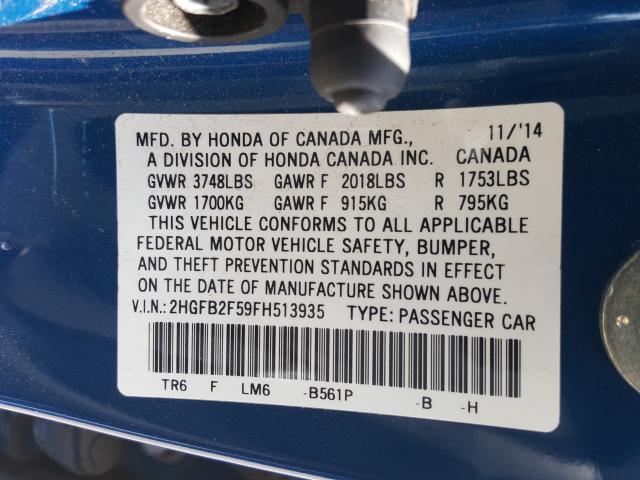 MFD. BY HONDA OF CANADA MFG., 11/'14
A DIVISION OF HONDA CANADA INC. CANADA
GVWR 3748LBS GAWR F 2018LBS R 1753LBS
GVWR 1700KG GAWR F 915KG R 795KG
THIS VEHICLE CONFORMS TO ALL APPLICABLE
FEDERAL MOTOR VEHICLE SAFETY, BUMPER,
AND THEFT PREVENTION STANDARDS IN EFFECT
ON THE DATE OF MANUFACTURE SHOWN ABOVE.
V.I.N.:2HGFB2F59FH513935 TYPE: PASSENGER CAR
TR6 F LM6 -B561P -B -H